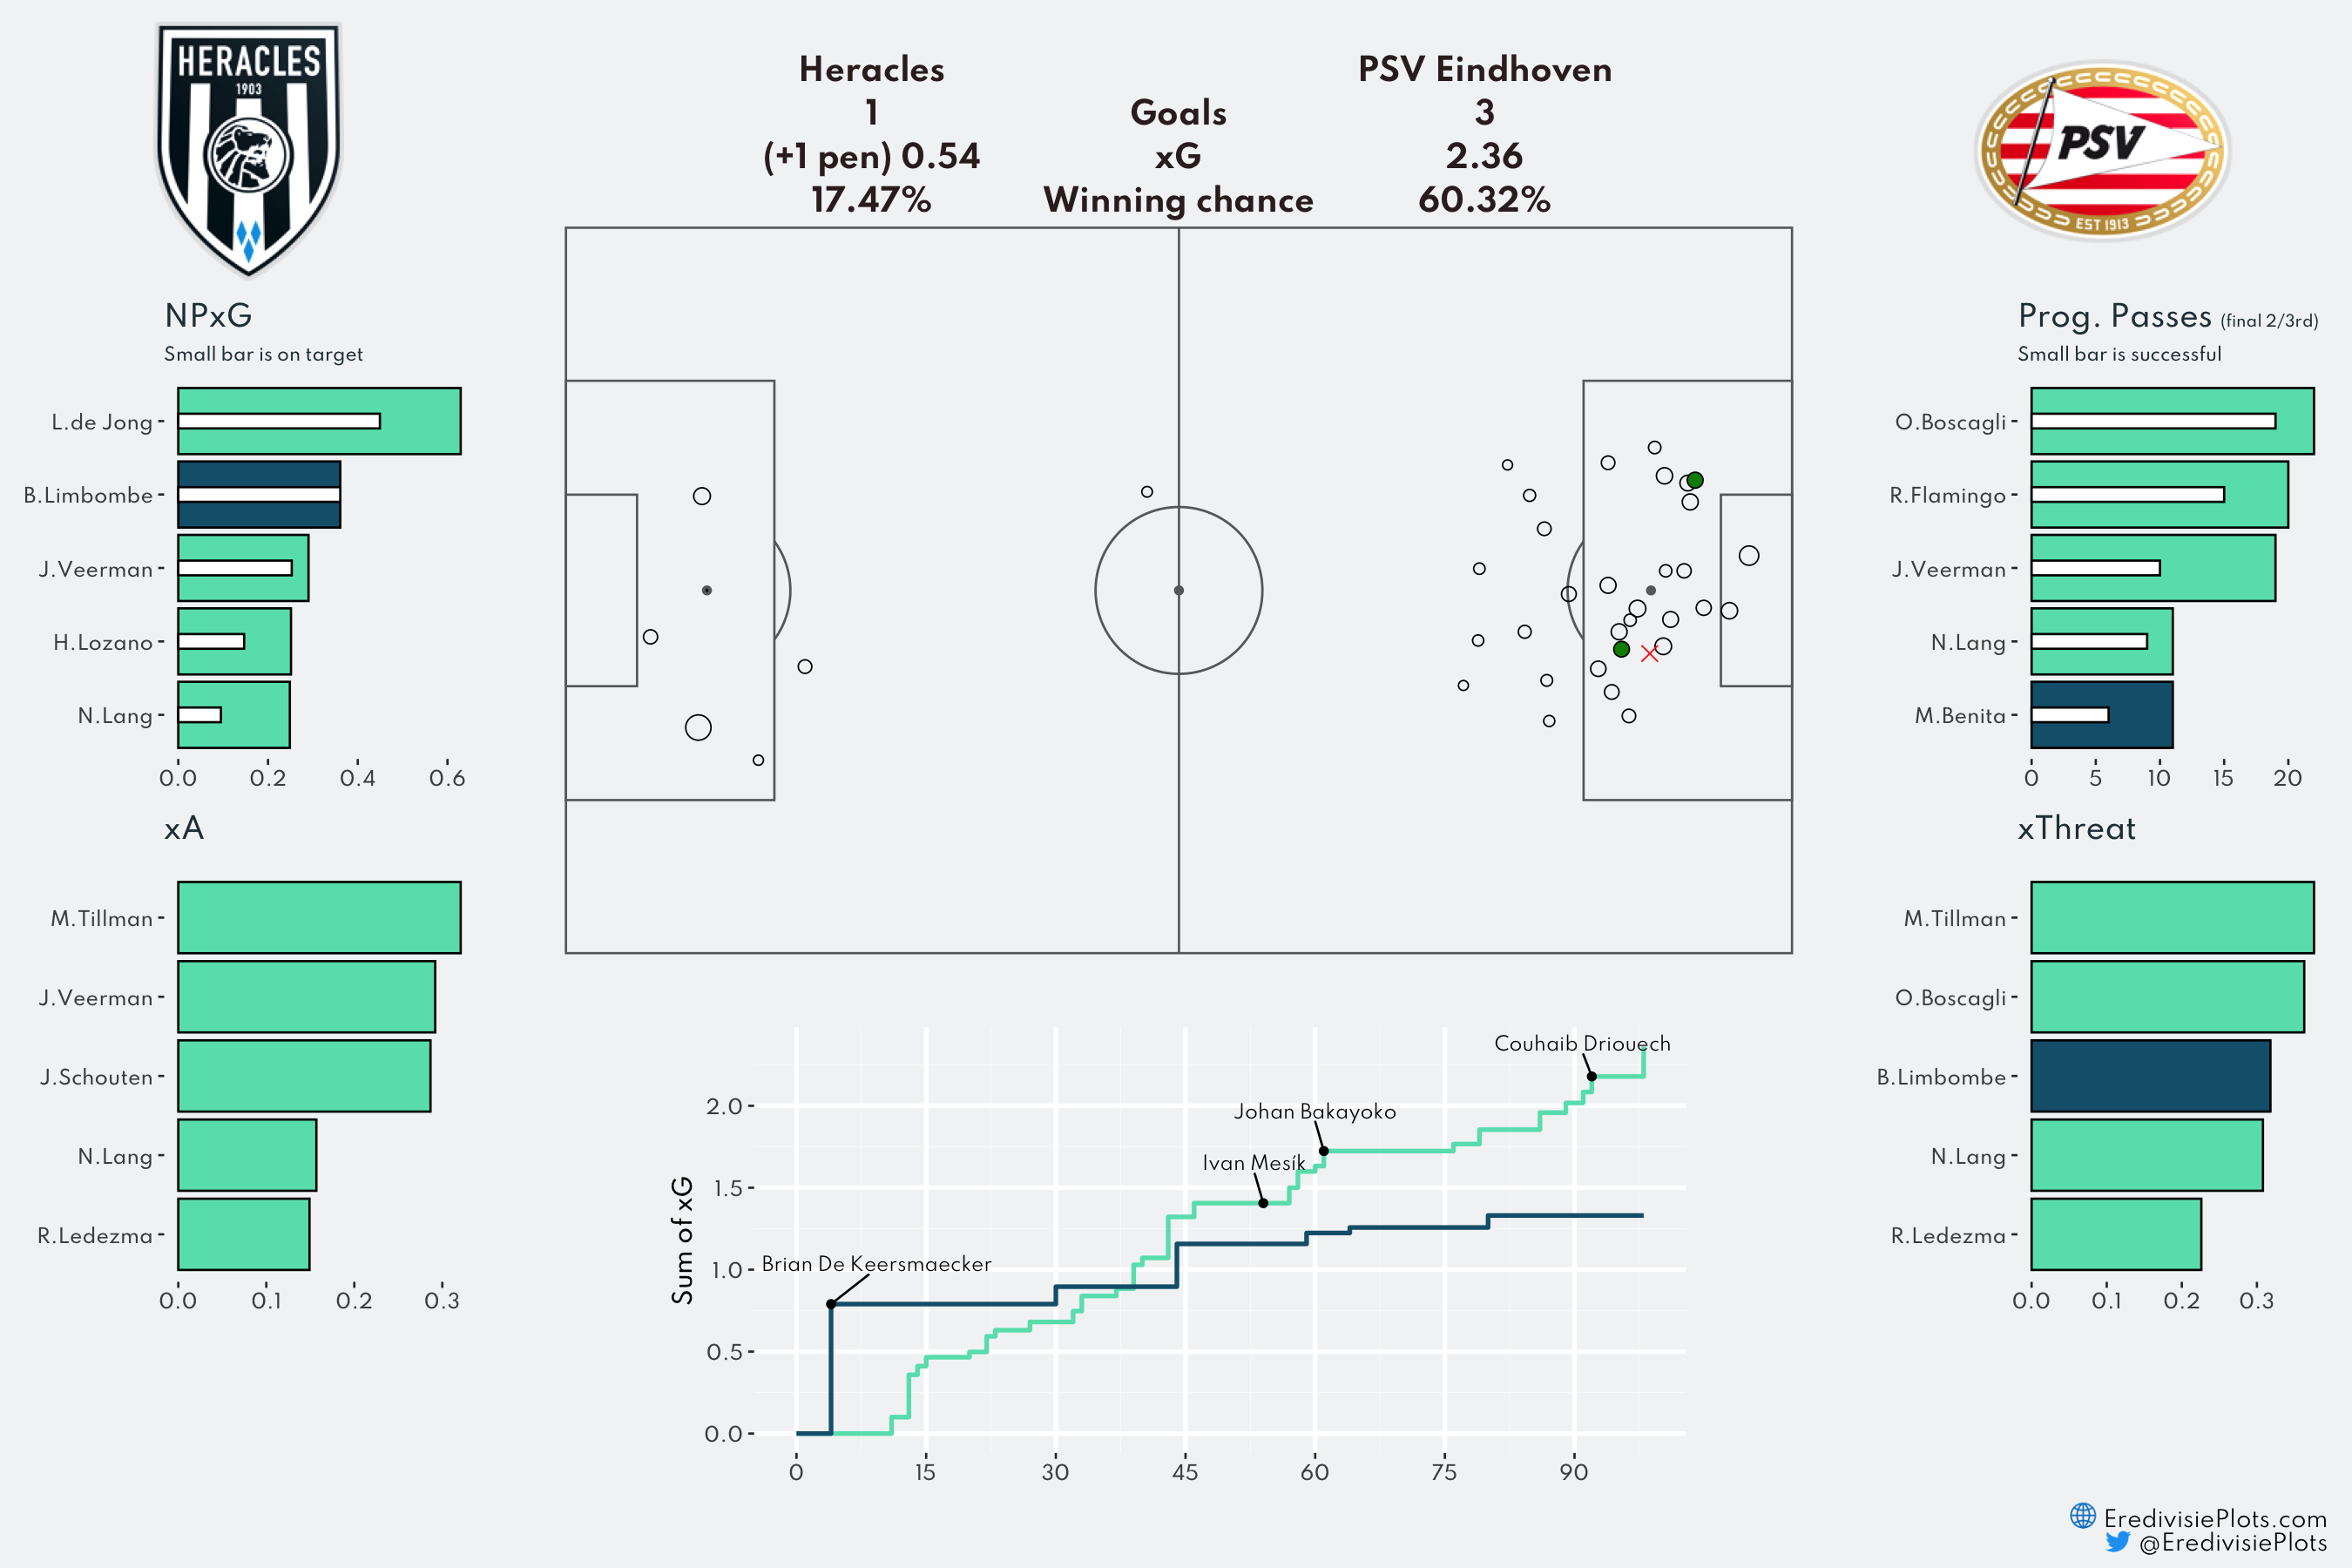 HERACLES
1903
Heracles
PSV Eindhoven
1
Goals
3
(+1 pen) 0.54
xG
2.36
17.47%
Winning chance
60.32%
PSV
EST 1913
NPxG
Small bar is on target
L.de Jong
B.Limbombe
J.Veerman
H.Lozano
N.Lang
0.0 0.2 0.4 0.6
xA
M.Tillman
J.Veerman
J.Schouten
N.Lang
R.Ledezma
0.0 0.1 0.2 0.3
Prog. Passes (final 2/3rd)
Small bar is successful
O.Boscagli
R.Flamingo
J.Veerman
N.Lang
M.Benita
0 5 10 15 20
xThreat
M.Tillman
O.Boscagli
B.Limbombe
N.Lang
R.Ledezma
0.0 0.1 0.2 0.3
Sum of xG
2.0
1.5
1.0
0.5
0.0
Couhaib Driouech
Johan Bakayoko
Ivan Mesík
Brian De Keersmaecker
0 15 30 45 60 75 90
EredivisiePlots.com
@EredivisiePlots